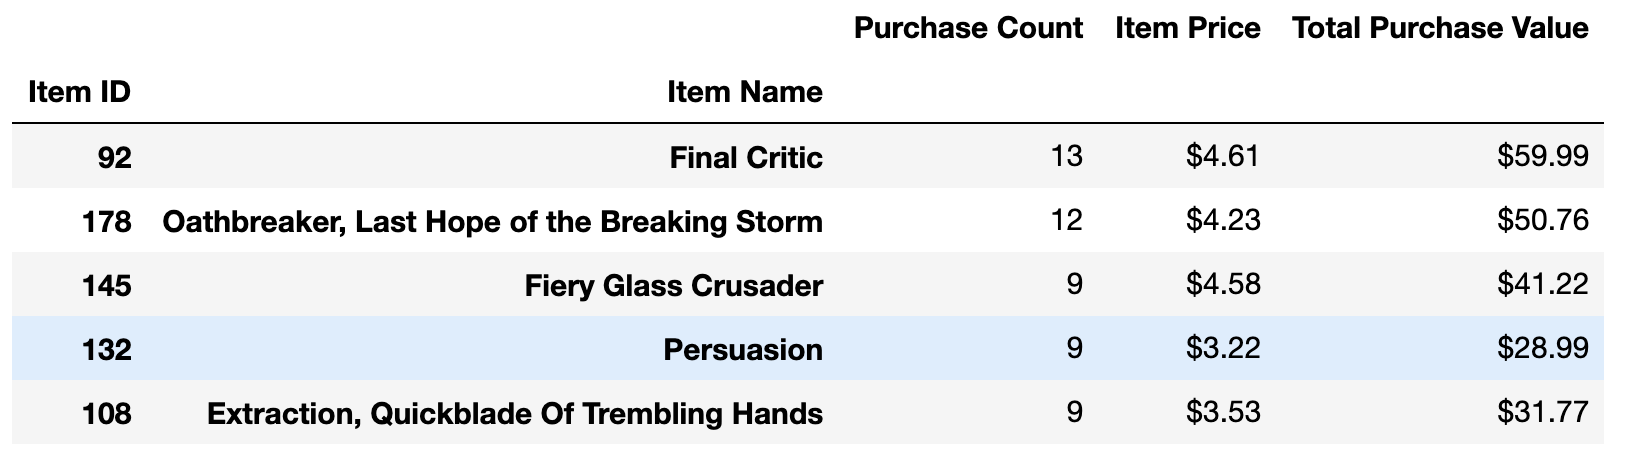 Purchase Count Item Price Total Purchase Value
Item ID Item Name
92 Final Critic 13 $4.61 $59.99
178 Oathbreaker, Last Hope of the Breaking Storm 12 $4.23 $50.76
145 Fiery Glass Crusader 9 $4.58 $41.22
132 Persuasion 9 $3.22 $28.99
108 Extraction, Quickblade Of Trembling Hands 9 $3.53 $31.77